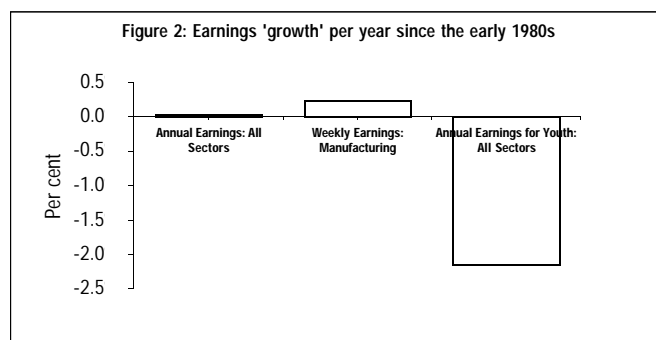 Figure 2: Earnings 'growth' per year since the early 1980s
0.5
0.0
-0.5
-1.0
-1.5
-2.0
-2.5
Per cent
Annual Earnings: All
Sectors
Weekly Earnings:
Manufacturing
Annual Earnings for Youth:
All Sectors